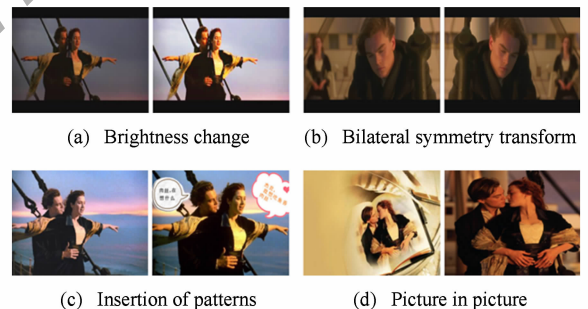 (a) Brightness change
(b) Bilateral symmetry transform
(c) Insertion of patterns
(d) Picture in picture